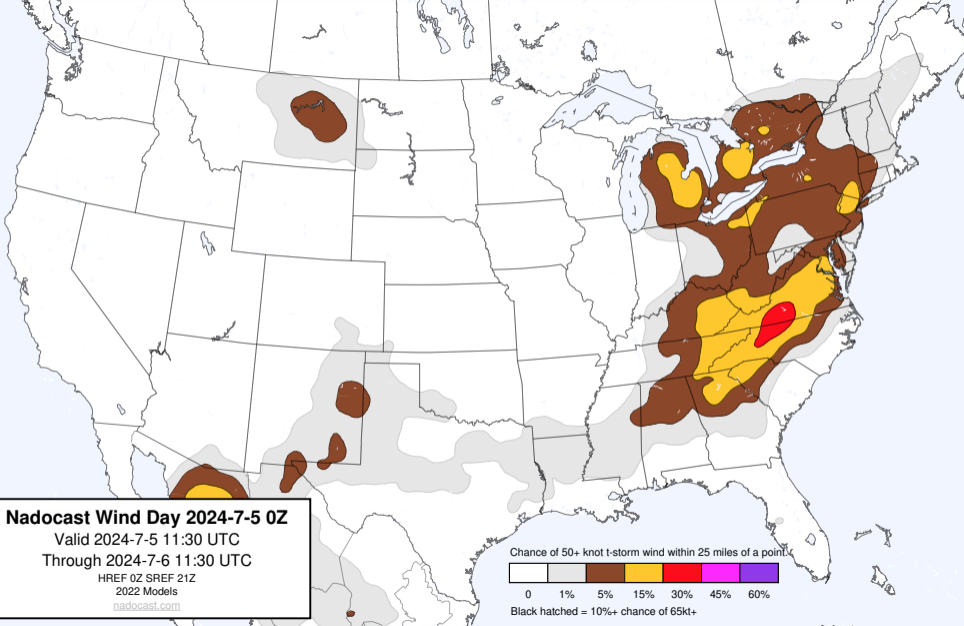 Nadocast Wind Day 2024-7-5 0Z
Valid 2024-7-5 11:30 UTC
Through 2024-7-6 11:30 UTC
HREF 0Z SREF 21Z
2022 Models
nadocast.com
Chance of 50+ knot t-storm wind within 25 miles of a point.
0 1% 5% 15% 30% 45% 60%
Black hatched = 10%+ chance of 65kt+